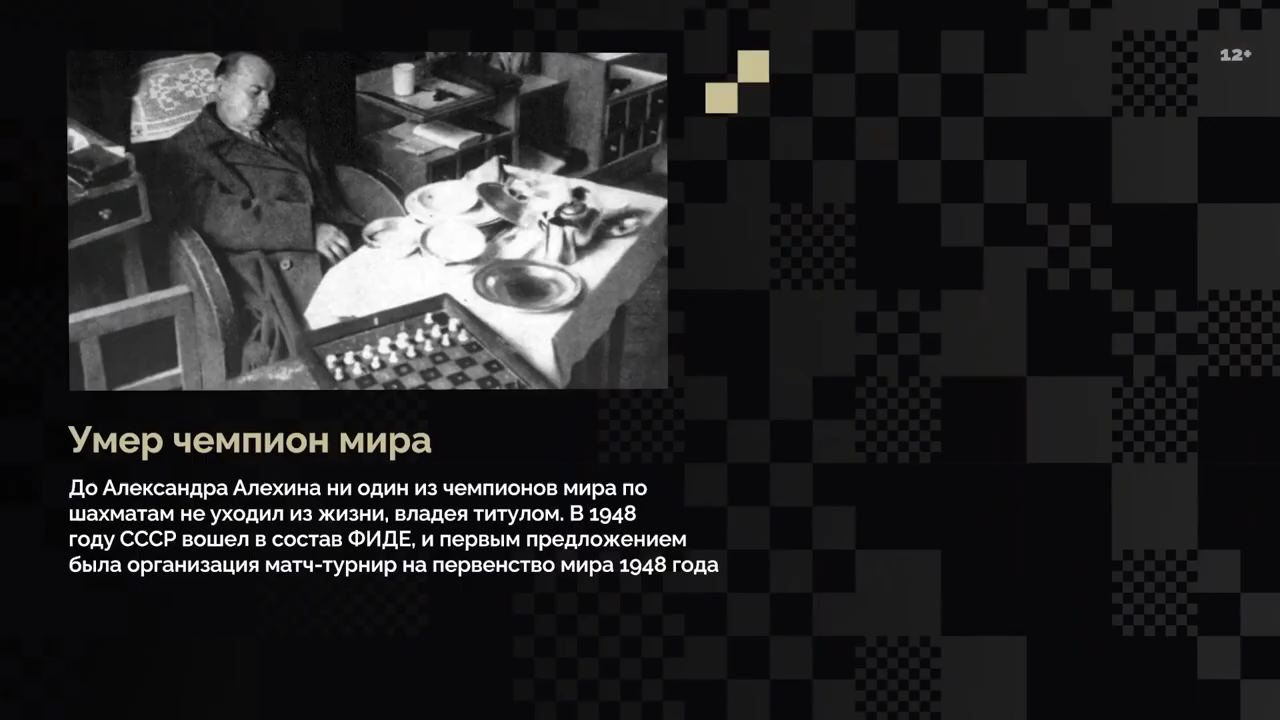 12+
Умер чемпион мира
До Александра Алехина ни один из чемпионов мира по
шахматам не уходил из жизни, владея титулом. В 1948
году СССР вошел в состав ФИДЕ, и первым предложением
была организация матч-турнир на первенство мира 1948 года